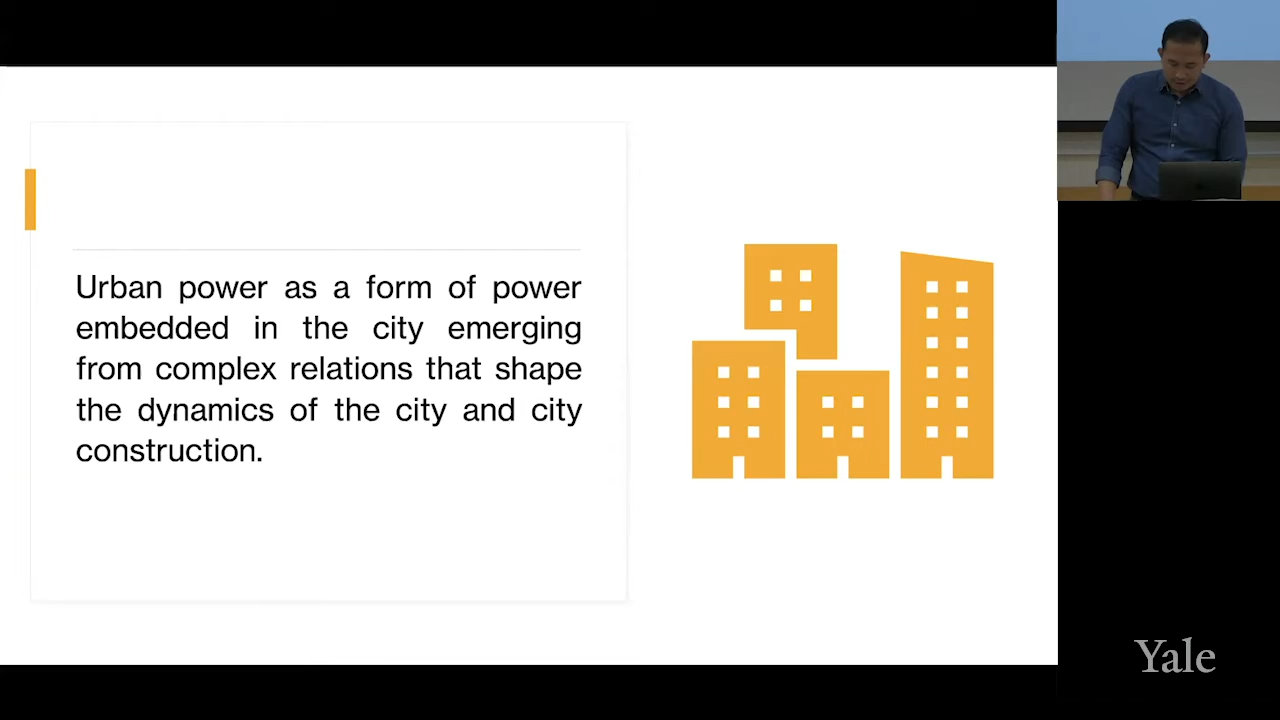 Urban power as a form of power
embedded in the city emerging
from complex relations that shape
the dynamics of the city and city
construction.
Yale